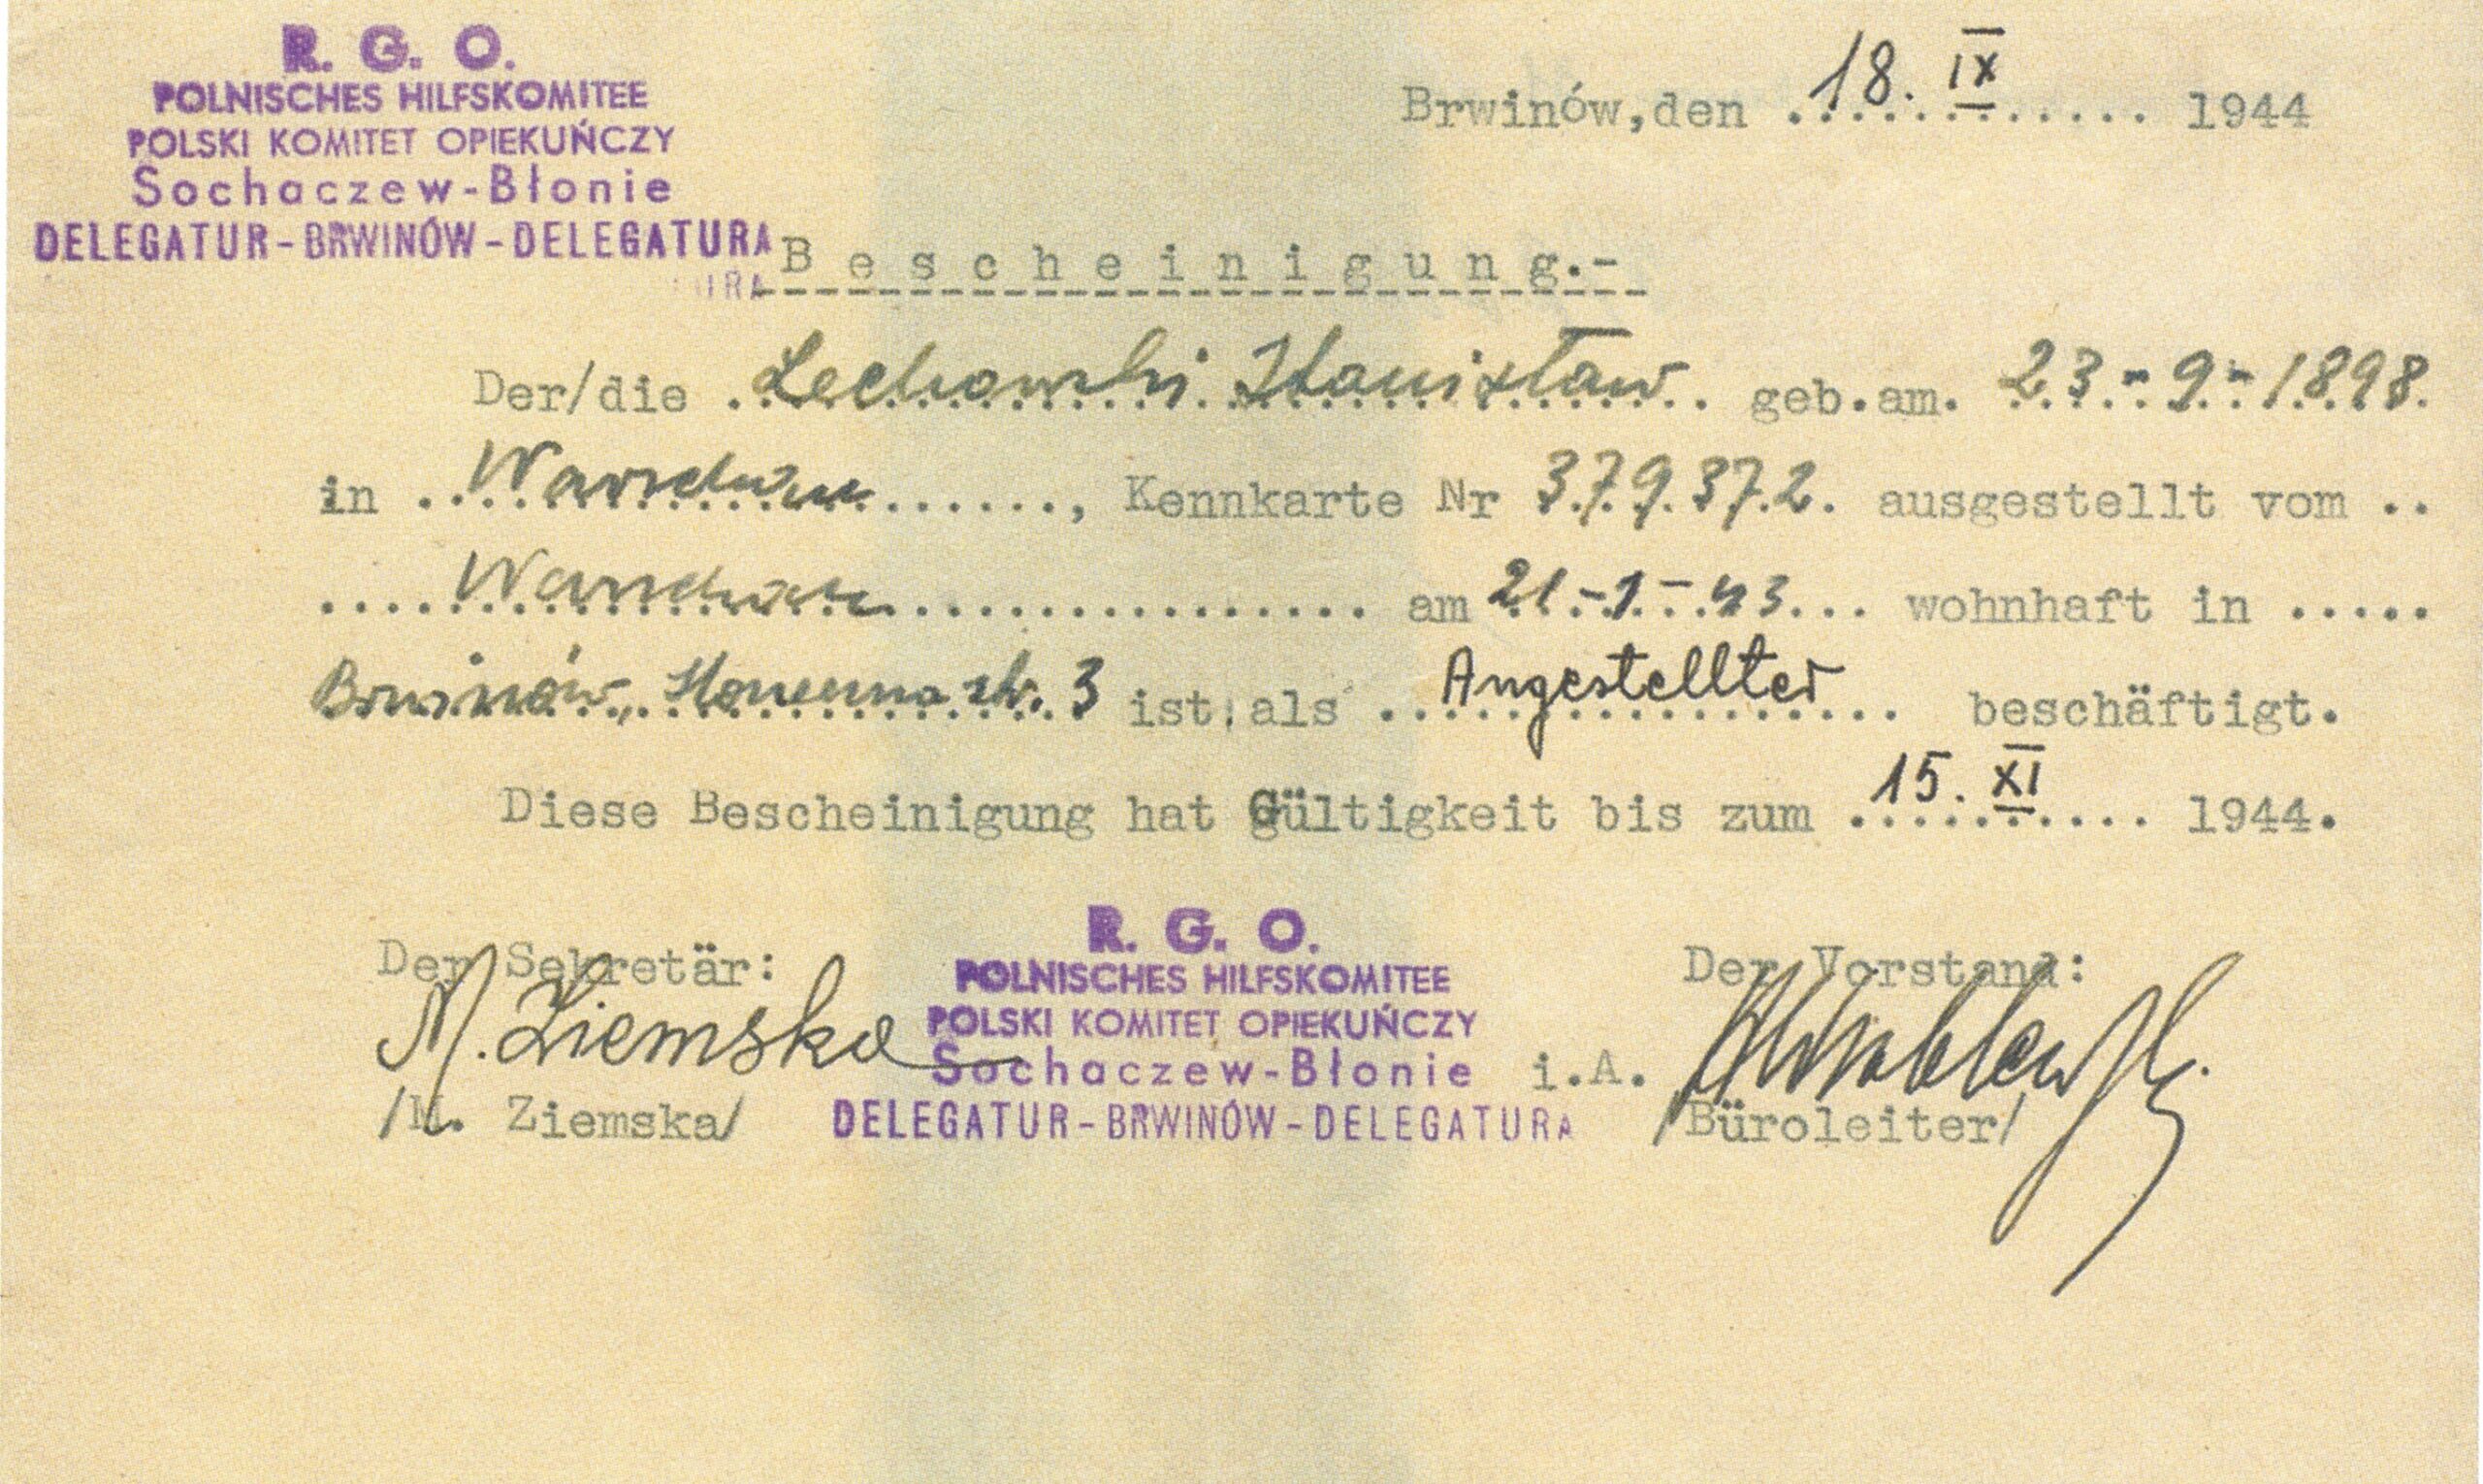 R. G. O.
POLNISCHES HILFSKOMITEE
POLSKI KOMITET OPIEKUŃCZY
Sochaczew-Błonie
DELEGATUR-BRWINÓW-DELEGATURA
URA
Brwinów, den 18. IX 1944
Bescheinigung.-
Der/die Lechowski Stanisław geb.am. 23-9-1898.
in Warschau, Kennkarte Nr 379372. ausgestellt vom ..
Warschau am 21-1-43 wohnhaft in .....
Brwinów, 3 ist als Angestellter beschäftigt.
Diese Bescheinigung hat Gültigkeit bis zum 15. XI 1944.
Der Sekretär:
M. Ziemska
/M. Ziemska/
R. G. O.
POLNISCHES HILFSKOMITEE
POLSKI KOMITET OPIEKUŃCZY
Sochaczew-Błonie
DELEGATUR-BRWINÓW-DELEGATURA
Der Vorstand:
i.A.
/Büroleiter/